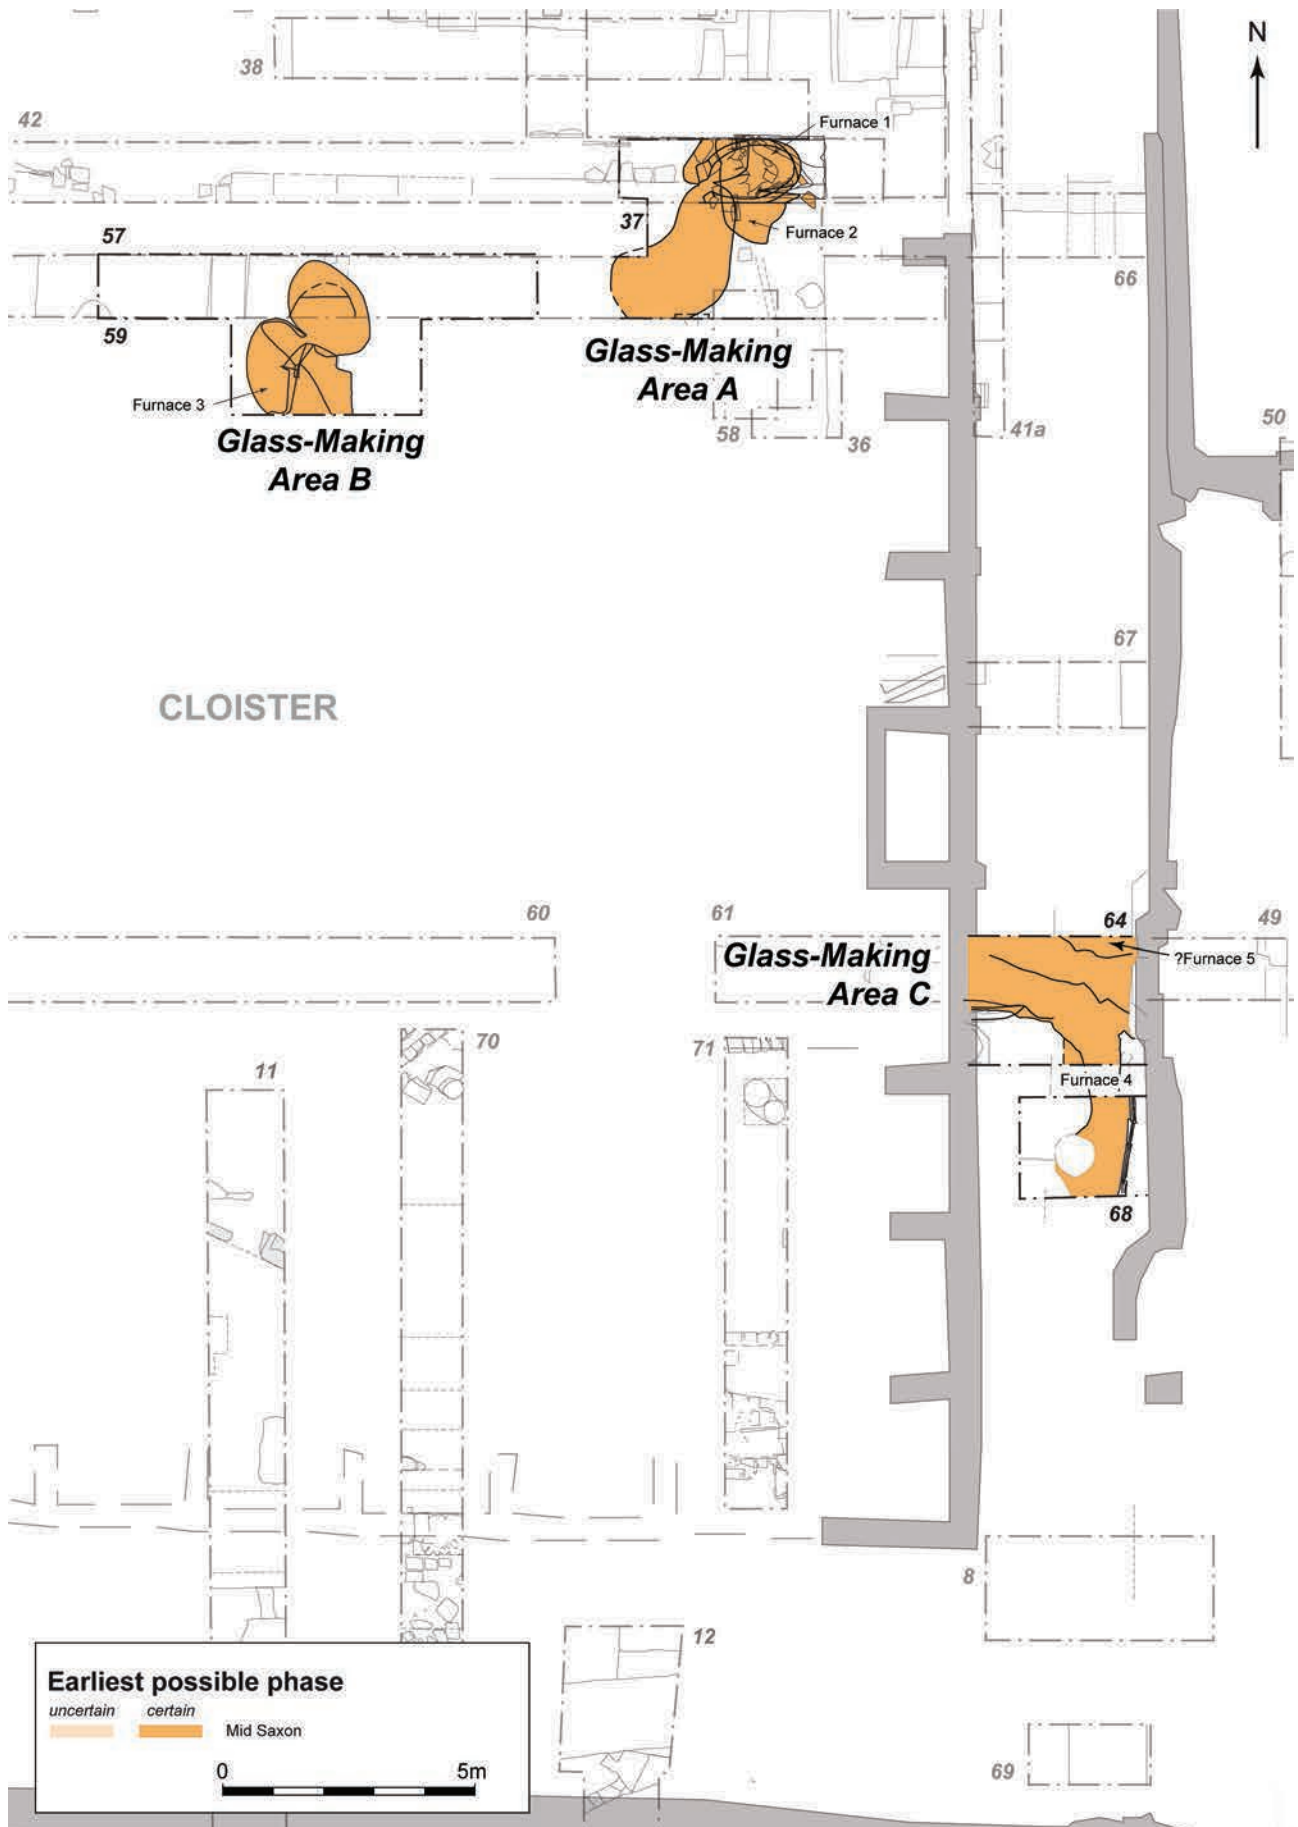 N
38
Furnace 1
42
37
Furnace 2
57
66
59
Glass-Making
Area A
Furnace 3
58
36
41a
50
Glass-Making
Area B
67
CLOISTER
60
61
64
49
Glass-Making
Area C
?Furnace 5
70
71
11
Furnace 4
68
8
12
Earliest possible phase
uncertain
certain
Mid Saxon
0
5m
69